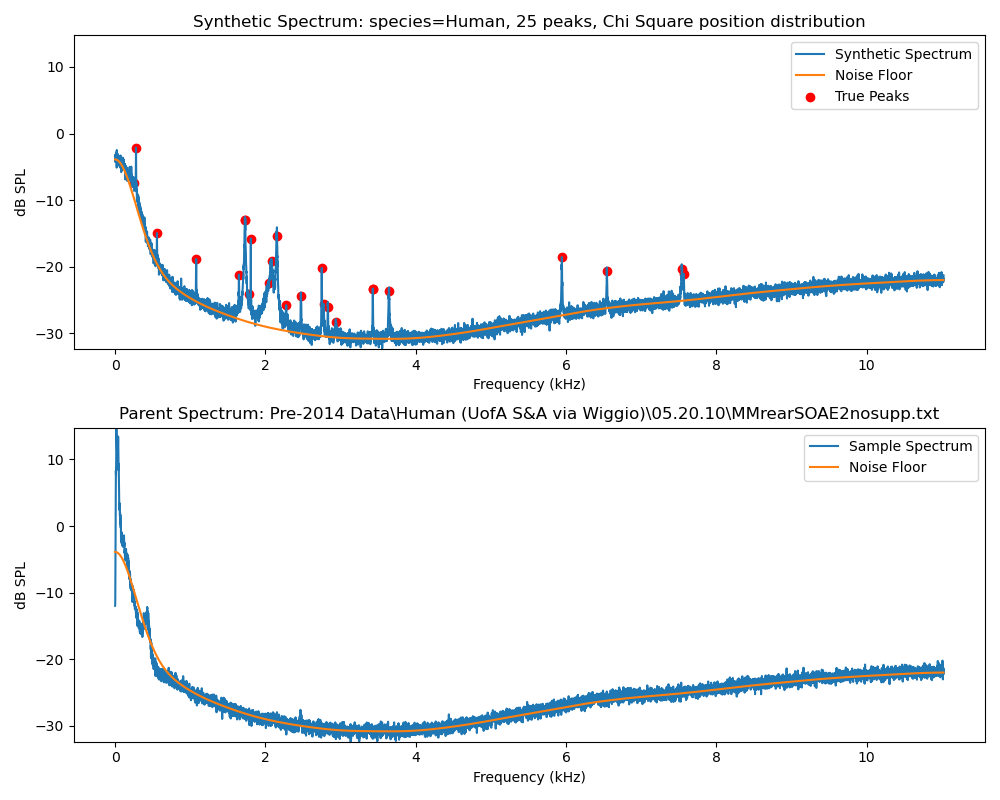 Synthetic Spectrum: species=Human, 25 peaks, Chi Square position distribution
Synthetic Spectrum
Noise Floor
True Peaks
10
0
−10
−20
−30
dB SPL
0 2 4 6 8 10
Frequency (kHz)
Parent Spectrum: Pre-2014 Data\Human (UofA S&A via Wiggio)\05.20.10\MMrearSOAE2nosupp.txt
Sample Spectrum
Noise Floor
10
0
−10
−20
−30
dB SPL
0 2 4 6 8 10
Frequency (kHz)